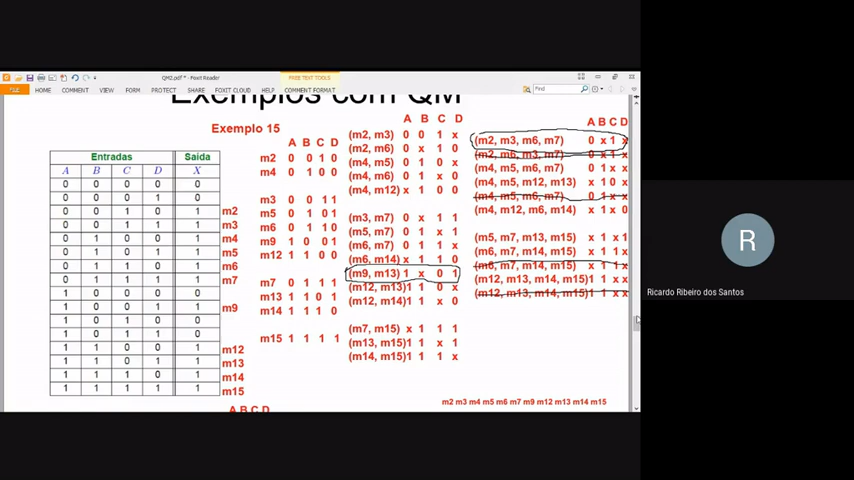 QM2.pdf * - Foxit Reader
FREE TEXT TOOLS
FILE HOME COMMENT VIEW FORM PROTECT SHARE FOXIT CLOUD HELP COMMENT FORMAT Find
Exemplos com QM
Exemplo 15
Entradas Saída
A B C D X
0 0 0 0 0
0 0 0 1 0
0 0 1 0 1 m2
0 0 1 1 1 m3
0 1 0 0 1 m4
0 1 0 1 1 m5
0 1 1 0 1 m6
0 1 1 1 1 m7
1 0 0 0 0
1 0 0 1 1 m9
1 0 1 0 0
1 0 1 1 0
1 1 0 0 1 m12
1 1 0 1 1 m13
1 1 1 0 1 m14
1 1 1 1 1 m15
A B C D
A B C D
m2 0 0 1 0
m4 0 1 0 0
m3 0 0 1 1
m5 0 1 0 1
m6 0 1 1 0
m9 1 0 0 1
m12 1 1 0 0
m7 0 1 1 1
m13 1 1 0 1
m14 1 1 1 0
m15 1 1 1 1
A B C D
(m2, m3) 0 0 1 x
(m2, m6) 0 x 1 0
(m4, m5) 0 1 0 x
(m4, m6) 0 1 x 0
(m4, m12) x 1 0 0
(m3, m7) 0 x 1 1
(m5, m7) 0 1 x 1
(m6, m7) 0 1 1 x
(m6, m14) x 1 1 0
(m9, m13) 1 x 0 1
(m12, m13) 1 1 0 x
(m12, m14) 1 1 x 0
(m7, m15) x 1 1 1
(m13, m15) 1 1 x 1
(m14, m15) 1 1 1 x
A B C D
(m2, m3, m6, m7) 0 x 1 x
(m2, m6, m3, m7) 0 x 1 x
(m4, m5, m6, m7) 0 1 x x
(m4, m5, m12, m13) x 1 0 x
(m4, m5, m6, m7) 0 1 x x
(m4, m12, m6, m14) x 1 x 0
(m5, m7, m13, m15) x 1 x 1
(m6, m7, m14, m15) x 1 1 x
(m6, m7, m14, m15) x 1 1 x
(m12, m13, m14, m15) 1 1 x x
(m12, m13, m14, m15) 1 1 x x
m2 m3 m4 m5 m6 m7 m9 m12 m13 m14 m15
R
Ricardo Ribeiro dos Santos